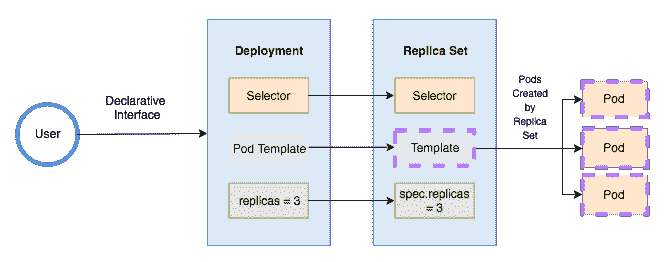 User
Declarative
Interface
Deployment
Selector
Pod Template
replicas = 3
Replica Set
Selector
Template
spec.replicas
= 3
Pods
Created
by
Replica
Set
Pod
Pod
Pod